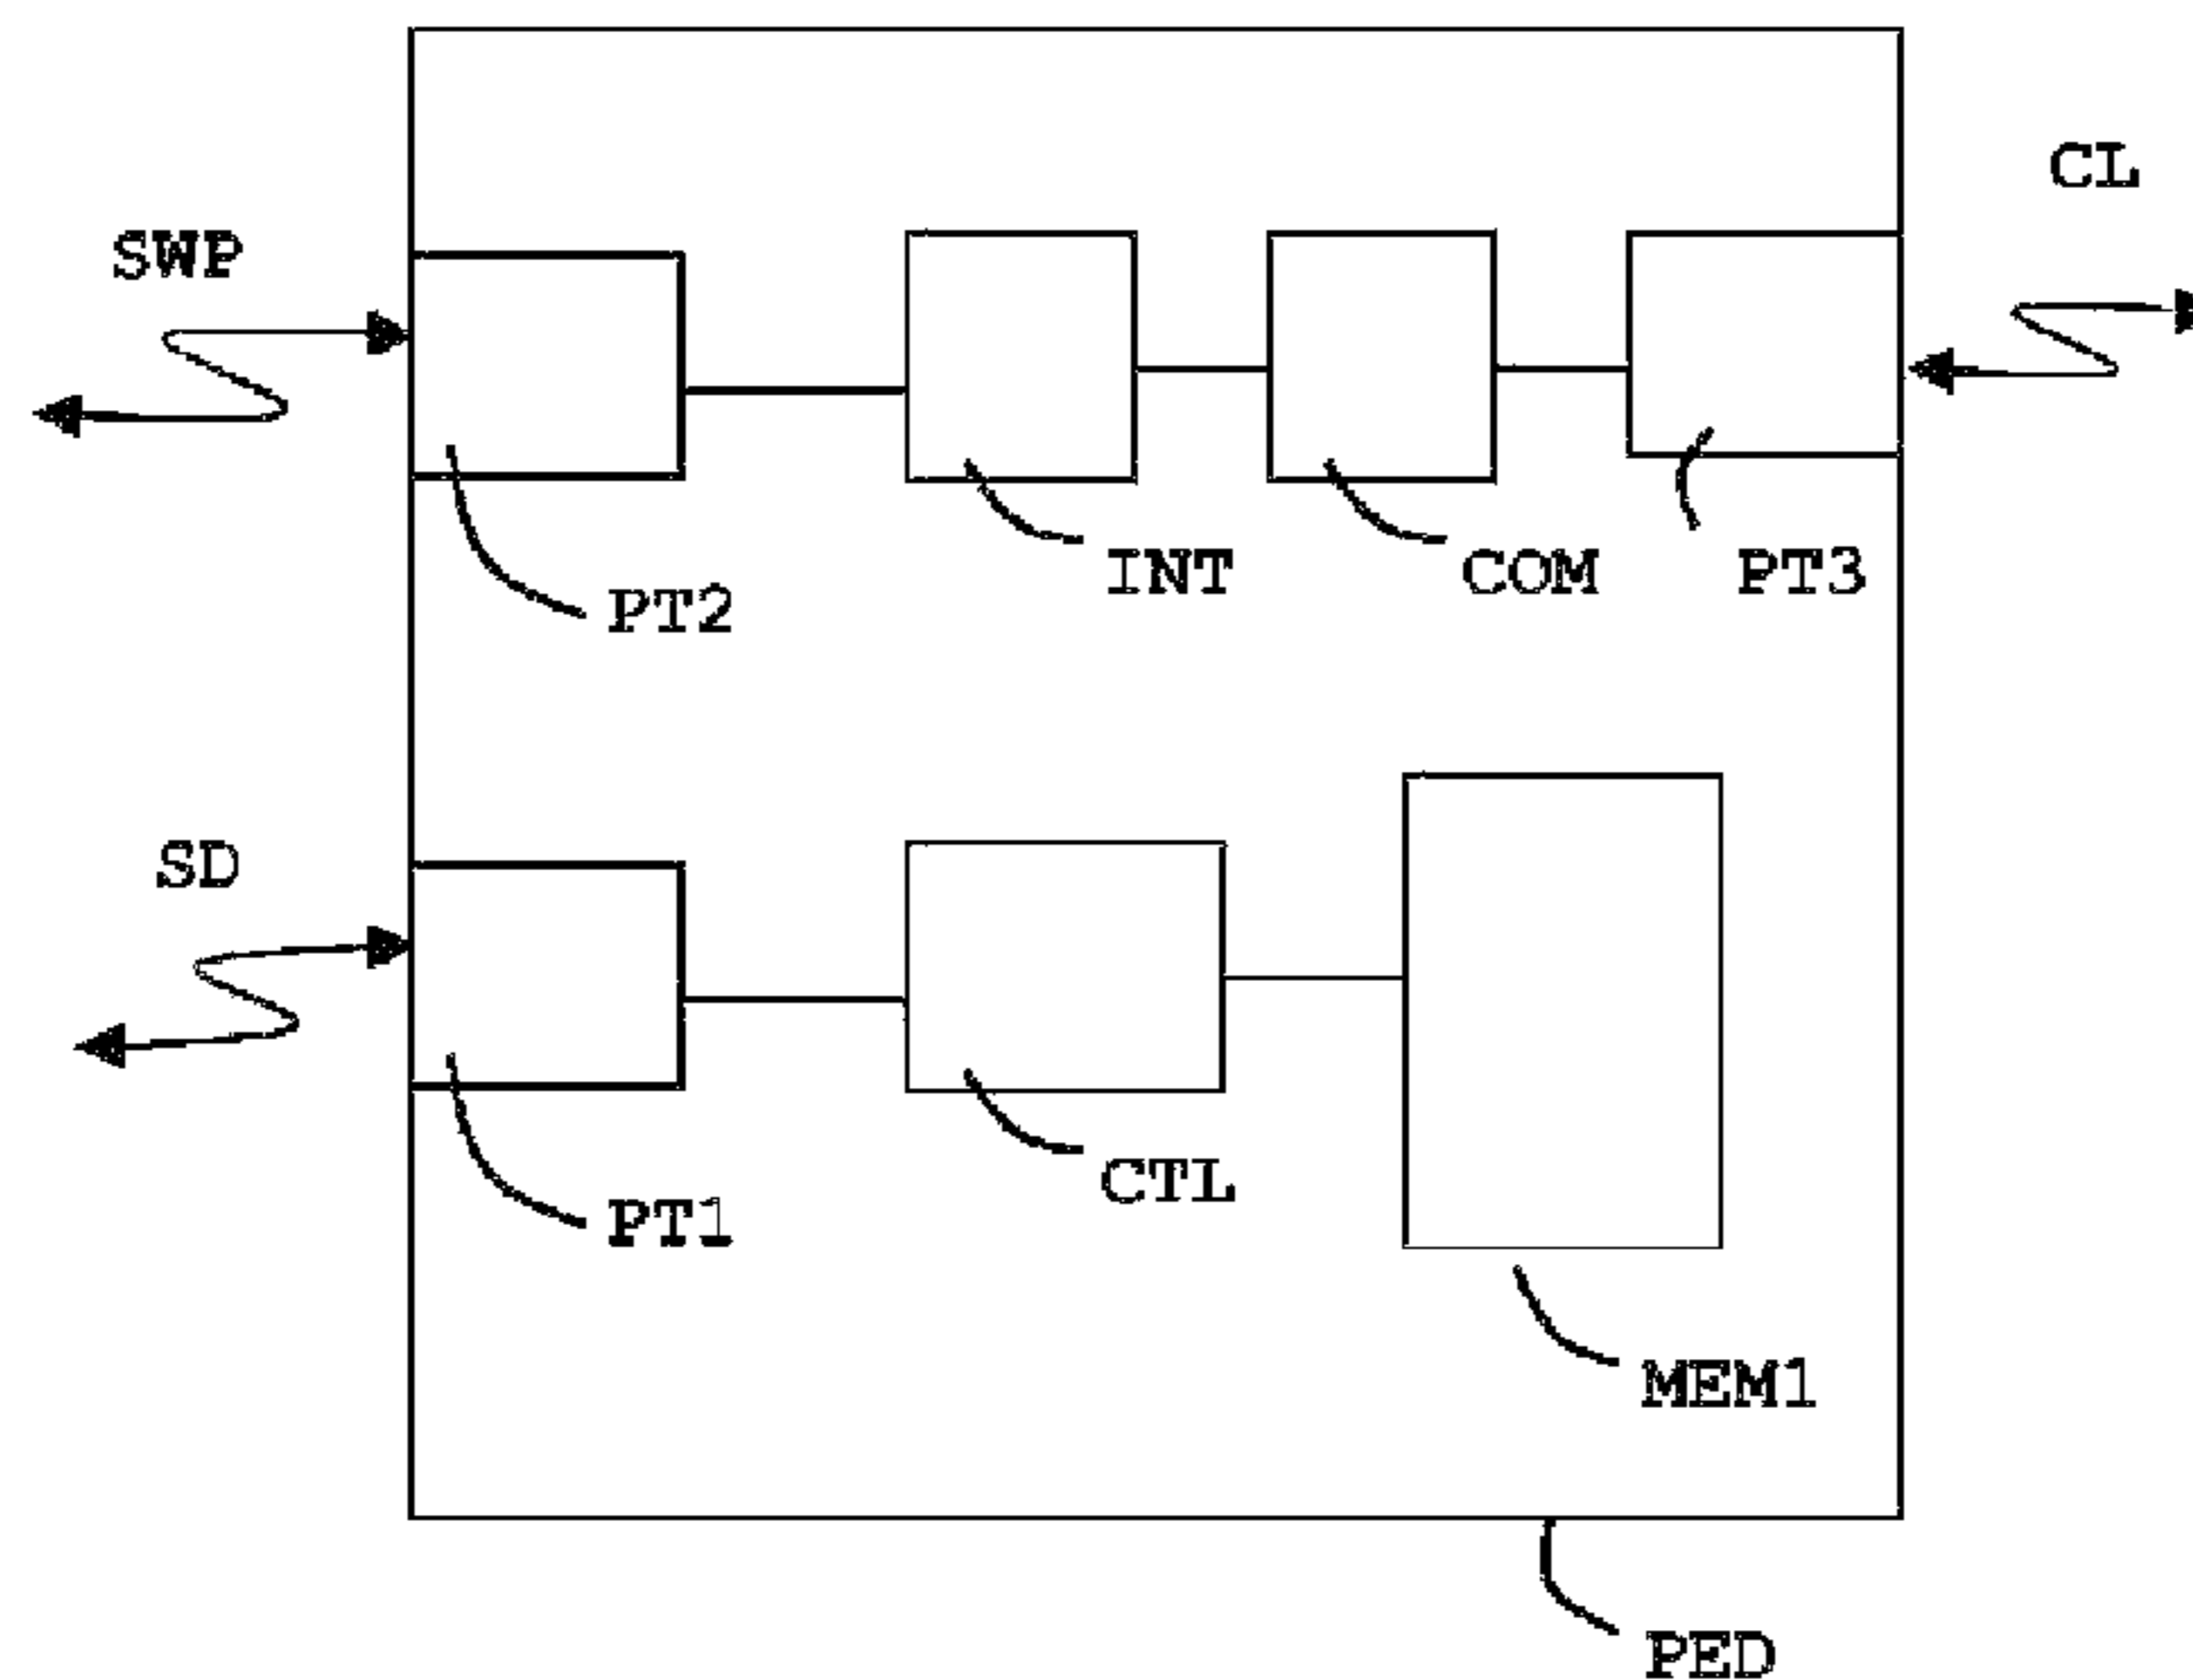 CL
SWP
INT
COM
PT3
PT2
SD
CTL
PT1
MEM1
PED